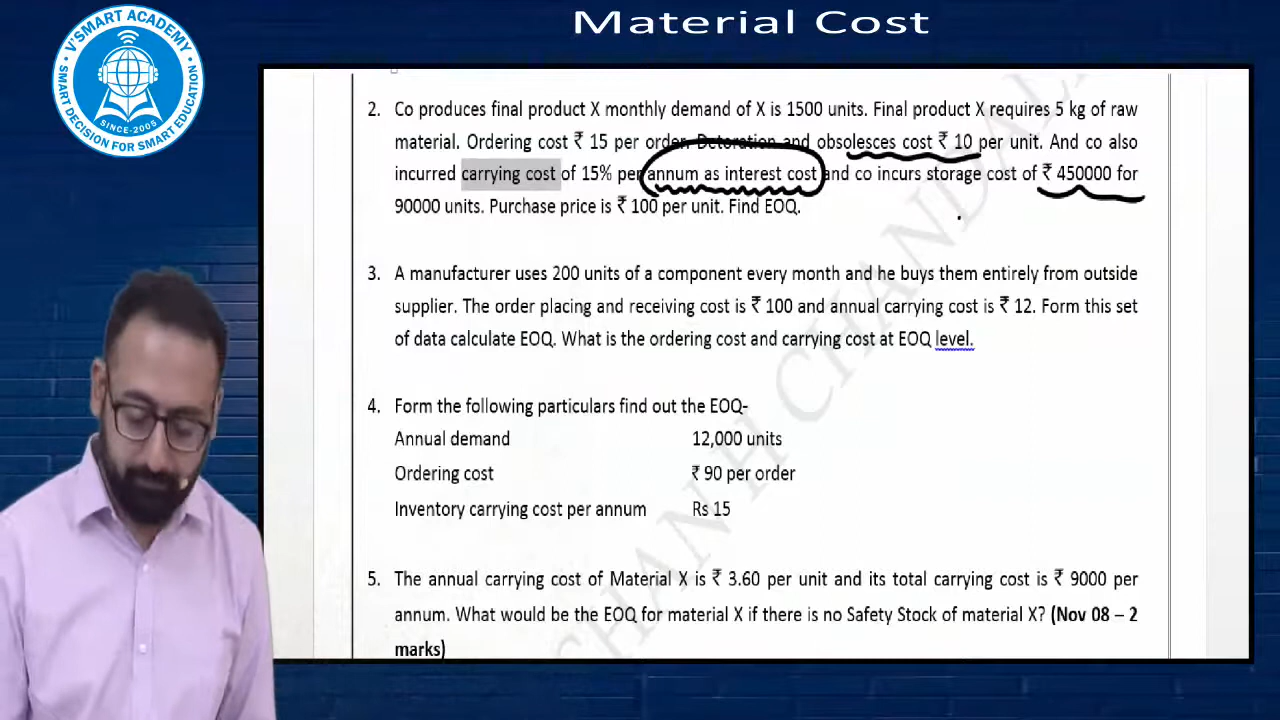 Material Cost
V'SMART ACADEMY
SMART DECISION FOR SMART EDUCATION
SINCE-2005
2. Co produces final product X monthly demand of X is 1500 units. Final product X requires 5 kg of raw
material. Ordering cost ₹ 15 per order. Detoration and obsolesces cost ₹ 10 per unit. And co also
incurred carrying cost of 15% per annum as interest cost and co incurs storage cost of ₹ 450000 for
90000 units. Purchase price is ₹ 100 per unit. Find EOQ.
3. A manufacturer uses 200 units of a component every month and he buys them entirely from outside
supplier. The order placing and receiving cost is ₹ 100 and annual carrying cost is ₹ 12. Form this set
of data calculate EOQ. What is the ordering cost and carrying cost at EOQ level.
4. Form the following particulars find out the EOQ-
Annual demand 12,000 units
Ordering cost ₹ 90 per order
Inventory carrying cost per annum Rs 15
5. The annual carrying cost of Material X is ₹ 3.60 per unit and its total carrying cost is ₹ 9000 per
annum. What would be the EOQ for material X if there is no Safety Stock of material X? (Nov 08 – 2
marks)